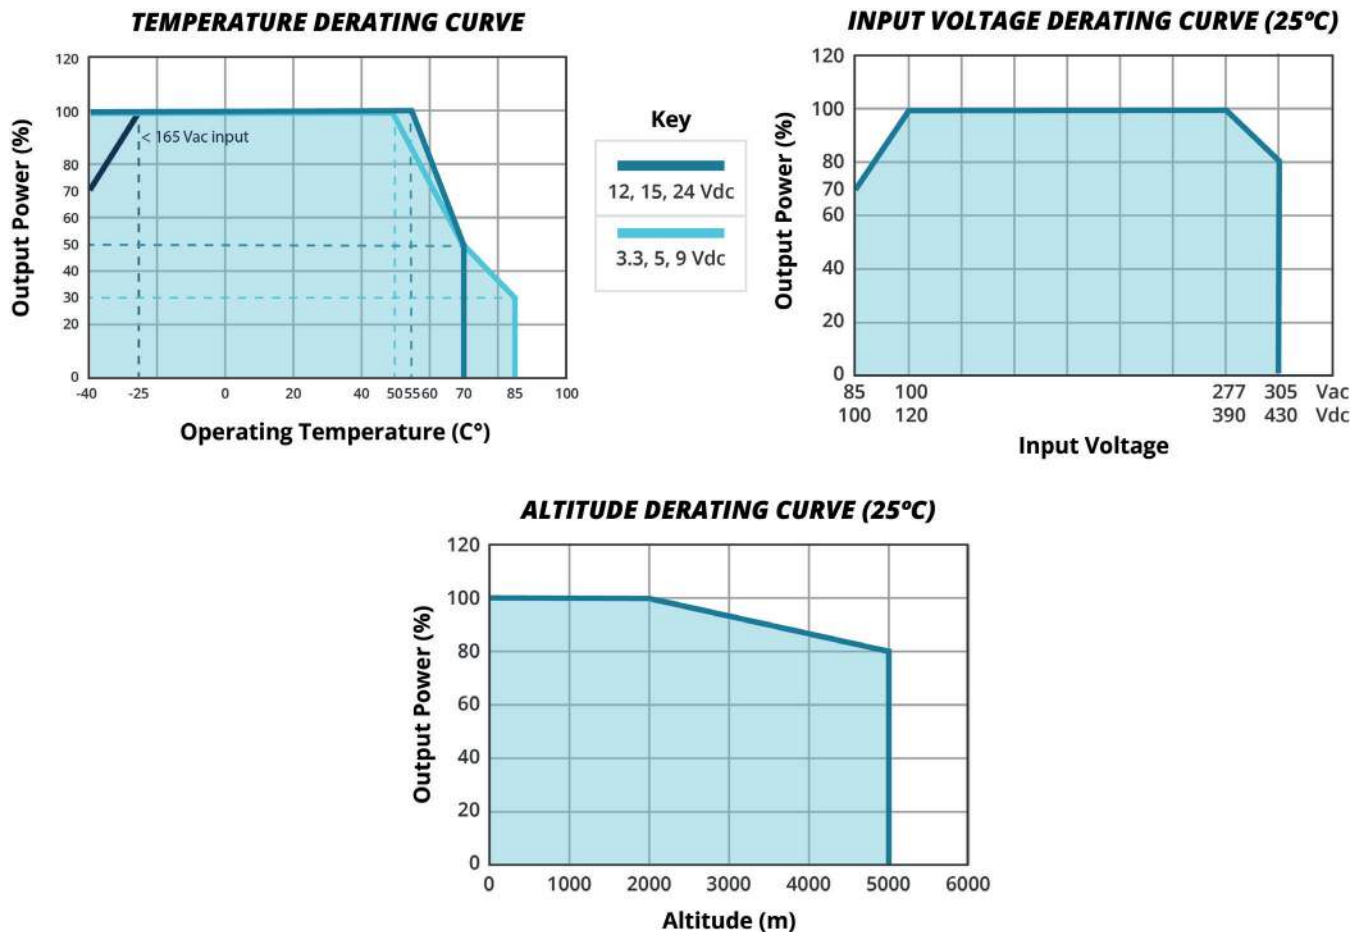 TEMPERATURE DERATING CURVE
120
100
80
70
60
50
40
30
20
0
Output Power (%)
< 165 Vac input
-40 -25 0 20 40 50 55 60 70 85 100
Operating Temperature (C°)
Key
12, 15, 24 Vdc
3.3, 5, 9 Vdc
INPUT VOLTAGE DERATING CURVE (25ºC)
120
100
80
70
60
40
20
0
Output Power (%)
85 100 277 305 Vac
100 120 390 430 Vdc
Input Voltage
ALTITUDE DERATING CURVE (25ºC)
120
100
80
60
40
20
0
Output Power (%)
0 1000 2000 3000 4000 5000 6000
Altitude (m)